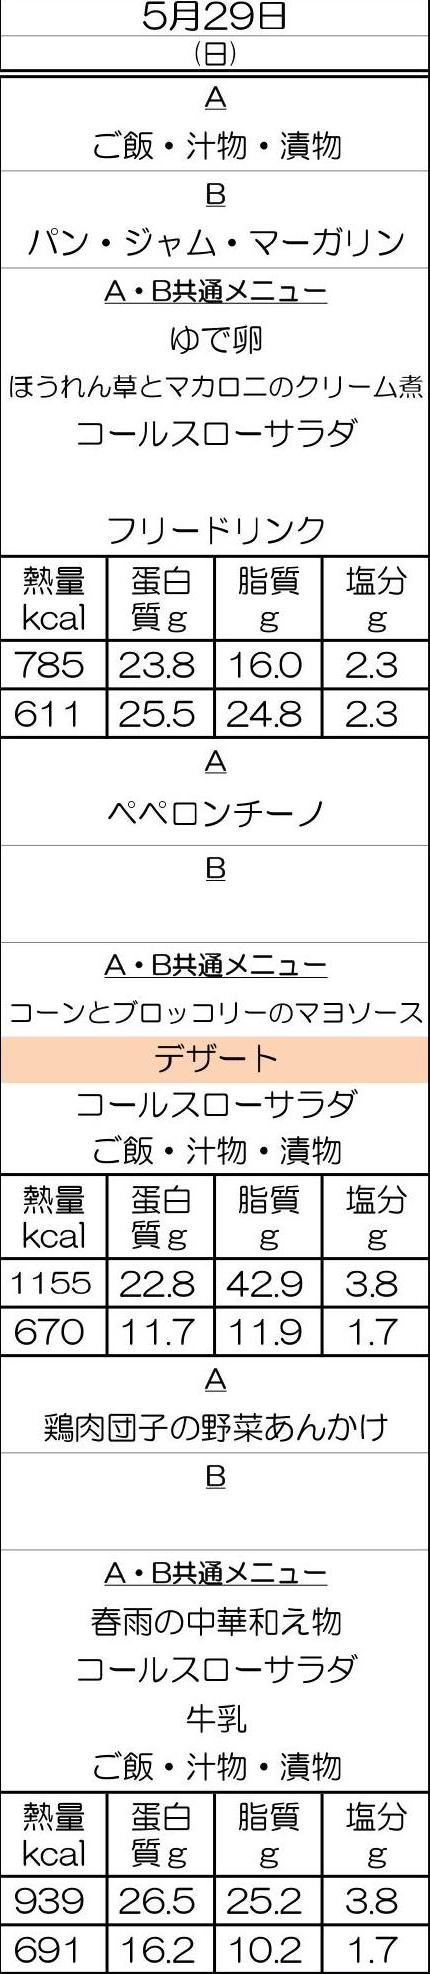 5月29日
(日)
A
ご飯・汁物・漬物
B
パン・ジャム・マーガリン
A・B共通メニュー
ゆで卵
ほうれん草とマカロニのクリーム煮
コールスローサラダ
フリードリンク
熱量 蛋白 脂質 塩分
kcal 質g g g
785 23.8 16.0 2.3
611 25.5 24.8 2.3
A
ペペロンチーノ
B
A・B共通メニュー
コーンとブロッコリーのマヨソース
デザート
コールスローサラダ
ご飯・汁物・漬物
熱量 蛋白 脂質 塩分
kcal 質g g g
1155 22.8 42.9 3.8
670 11.7 11.9 1.7
A
鶏肉団子の野菜あんかけ
B
A・B共通メニュー
春雨の中華和え物
コールスローサラダ
牛乳
ご飯・汁物・漬物
熱量 蛋白 脂質 塩分
kcal 質g g g
939 26.5 25.2 3.8
691 16.2 10.2 1.7